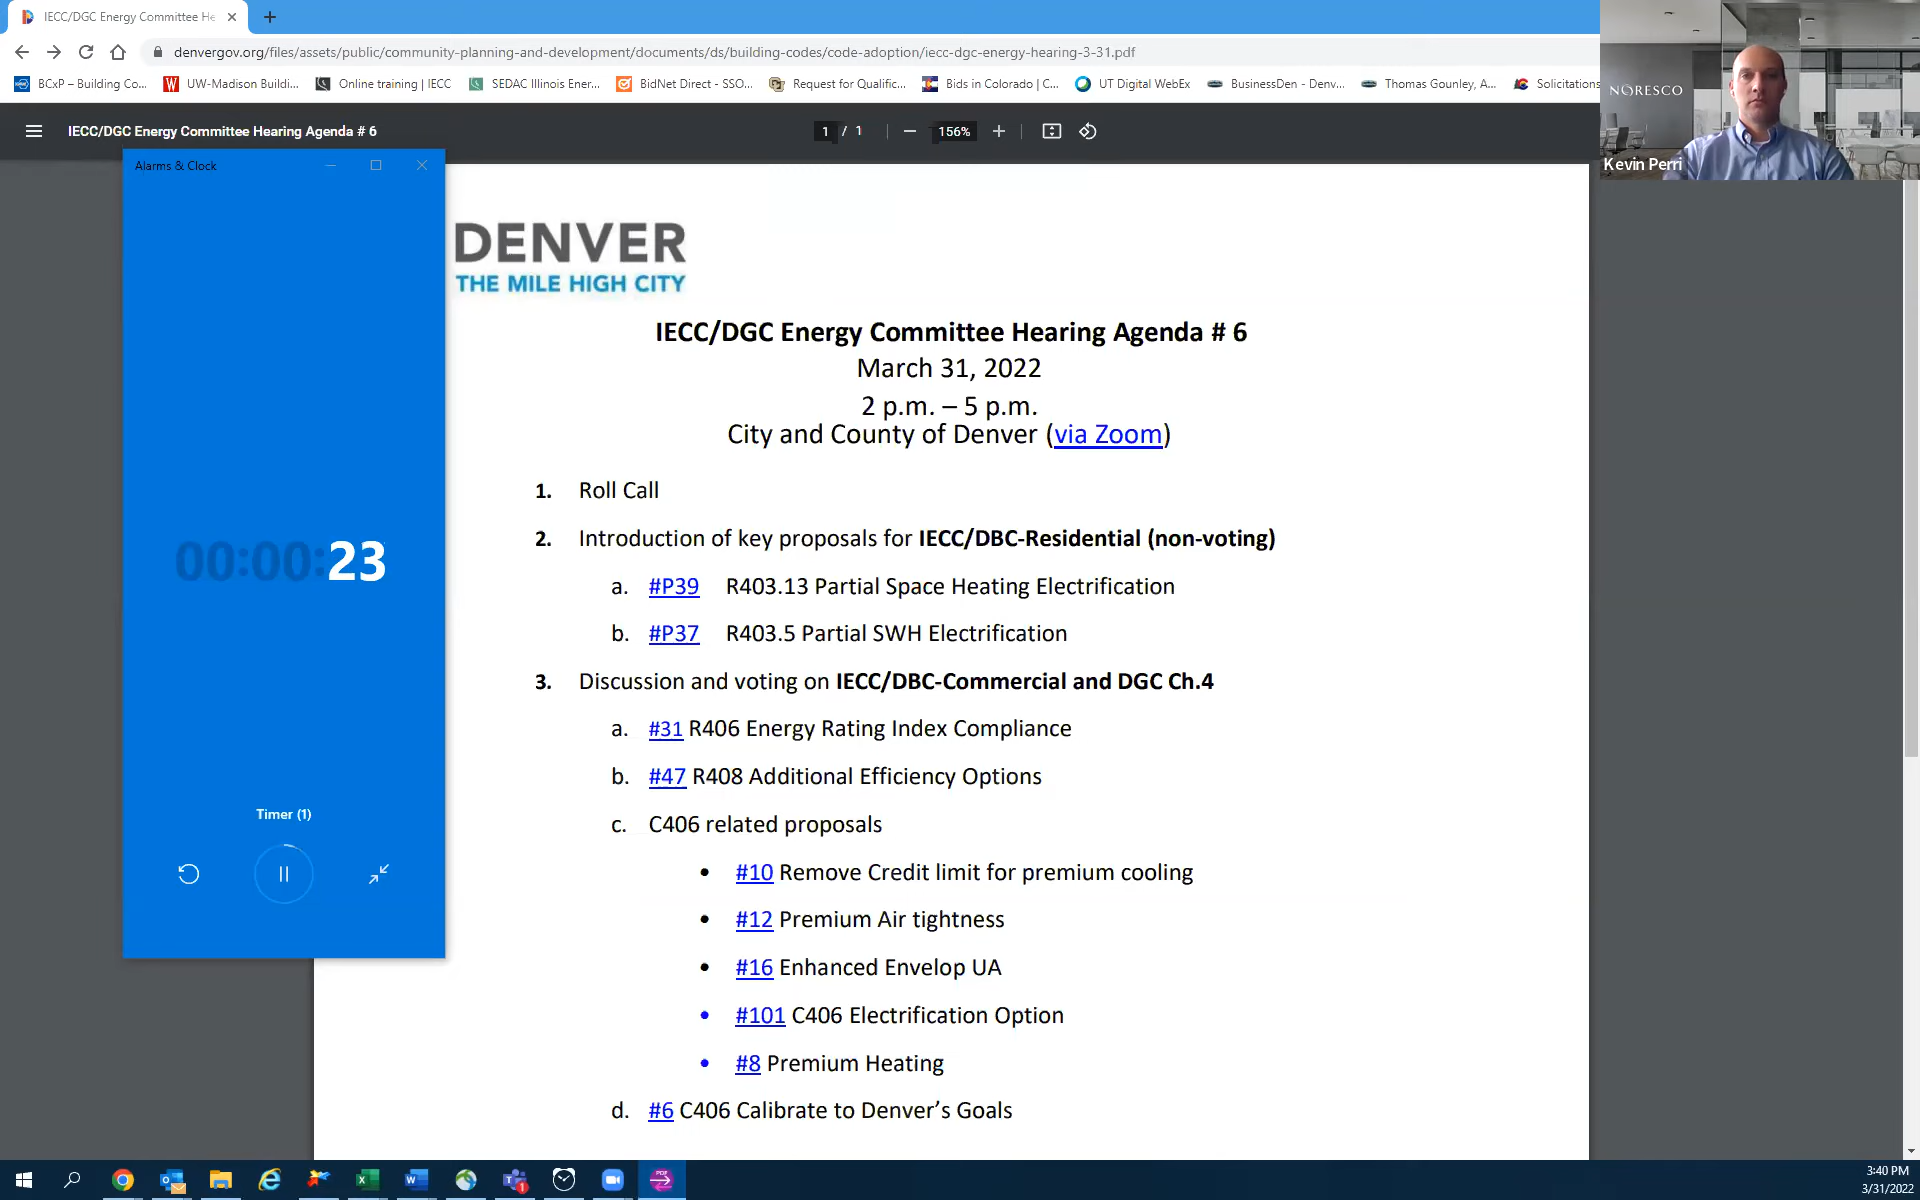 IECC/DGC Energy Committee He
denvergov.org/files/assets/public/community-planning-and-development/documents/ds/building-codes/code-adoption/iecc-dgc-energy-hearing-3-31.pdf
BCxP – Building Co... UW-Madison Buildi... Online training | IECC SEDAC Illinois Ener... BidNet Direct - SSO... Request for Qualific... Bids in Colorado | C... UT Digital WebEx BusinessDen - Denv... Thomas Gounley, A... Solicitations
NORESCO
Kevin Perri
IECC/DGC Energy Committee Hearing Agenda # 6 1 / 1 156%
Alarms & Clock
00:00:23
Timer (1)
DENVER
THE MILE HIGH CITY
IECC/DGC Energy Committee Hearing Agenda # 6
March 31, 2022
2 p.m. – 5 p.m.
City and County of Denver (via Zoom)
1. Roll Call
2. Introduction of key proposals for IECC/DBC-Residential (non-voting)
a. #P39 R403.13 Partial Space Heating Electrification
b. #P37 R403.5 Partial SWH Electrification
3. Discussion and voting on IECC/DBC-Commercial and DGC Ch.4
a. #31 R406 Energy Rating Index Compliance
b. #47 R408 Additional Efficiency Options
c. C406 related proposals
• #10 Remove Credit limit for premium cooling
• #12 Premium Air tightness
• #16 Enhanced Envelop UA
• #101 C406 Electrification Option
• #8 Premium Heating
d. #6 C406 Calibrate to Denver’s Goals
3:40 PM
3/31/2022